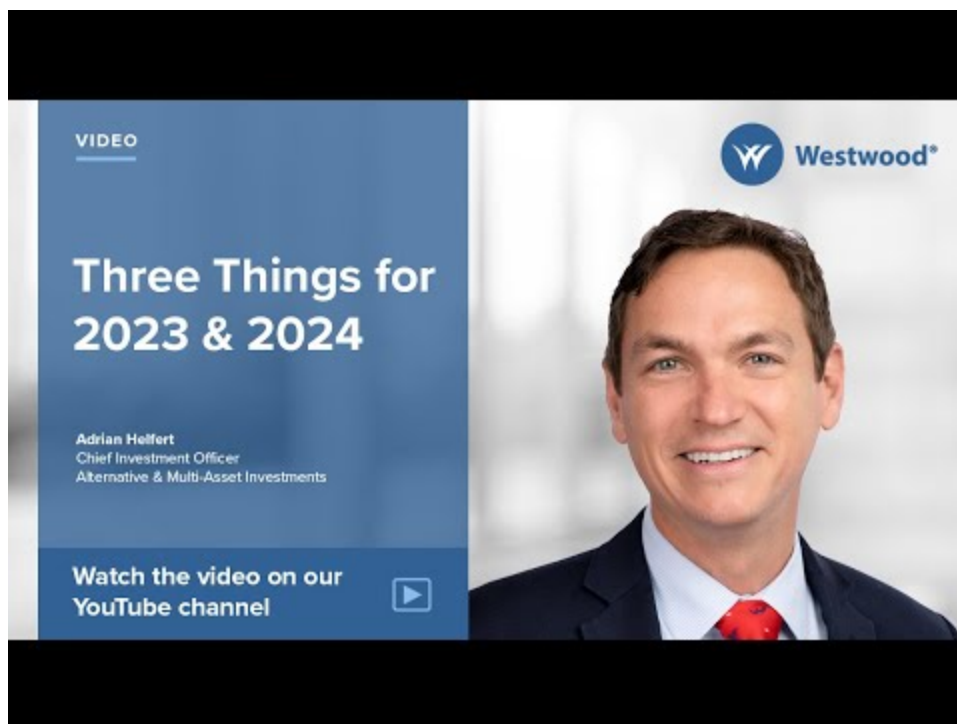 VIDEO
Westwood®
Three Things for
2023 & 2024
Adrian Helfert
Chief Investment Officer
Alternative & Multi-Asset Investments
Watch the video on our
YouTube channel